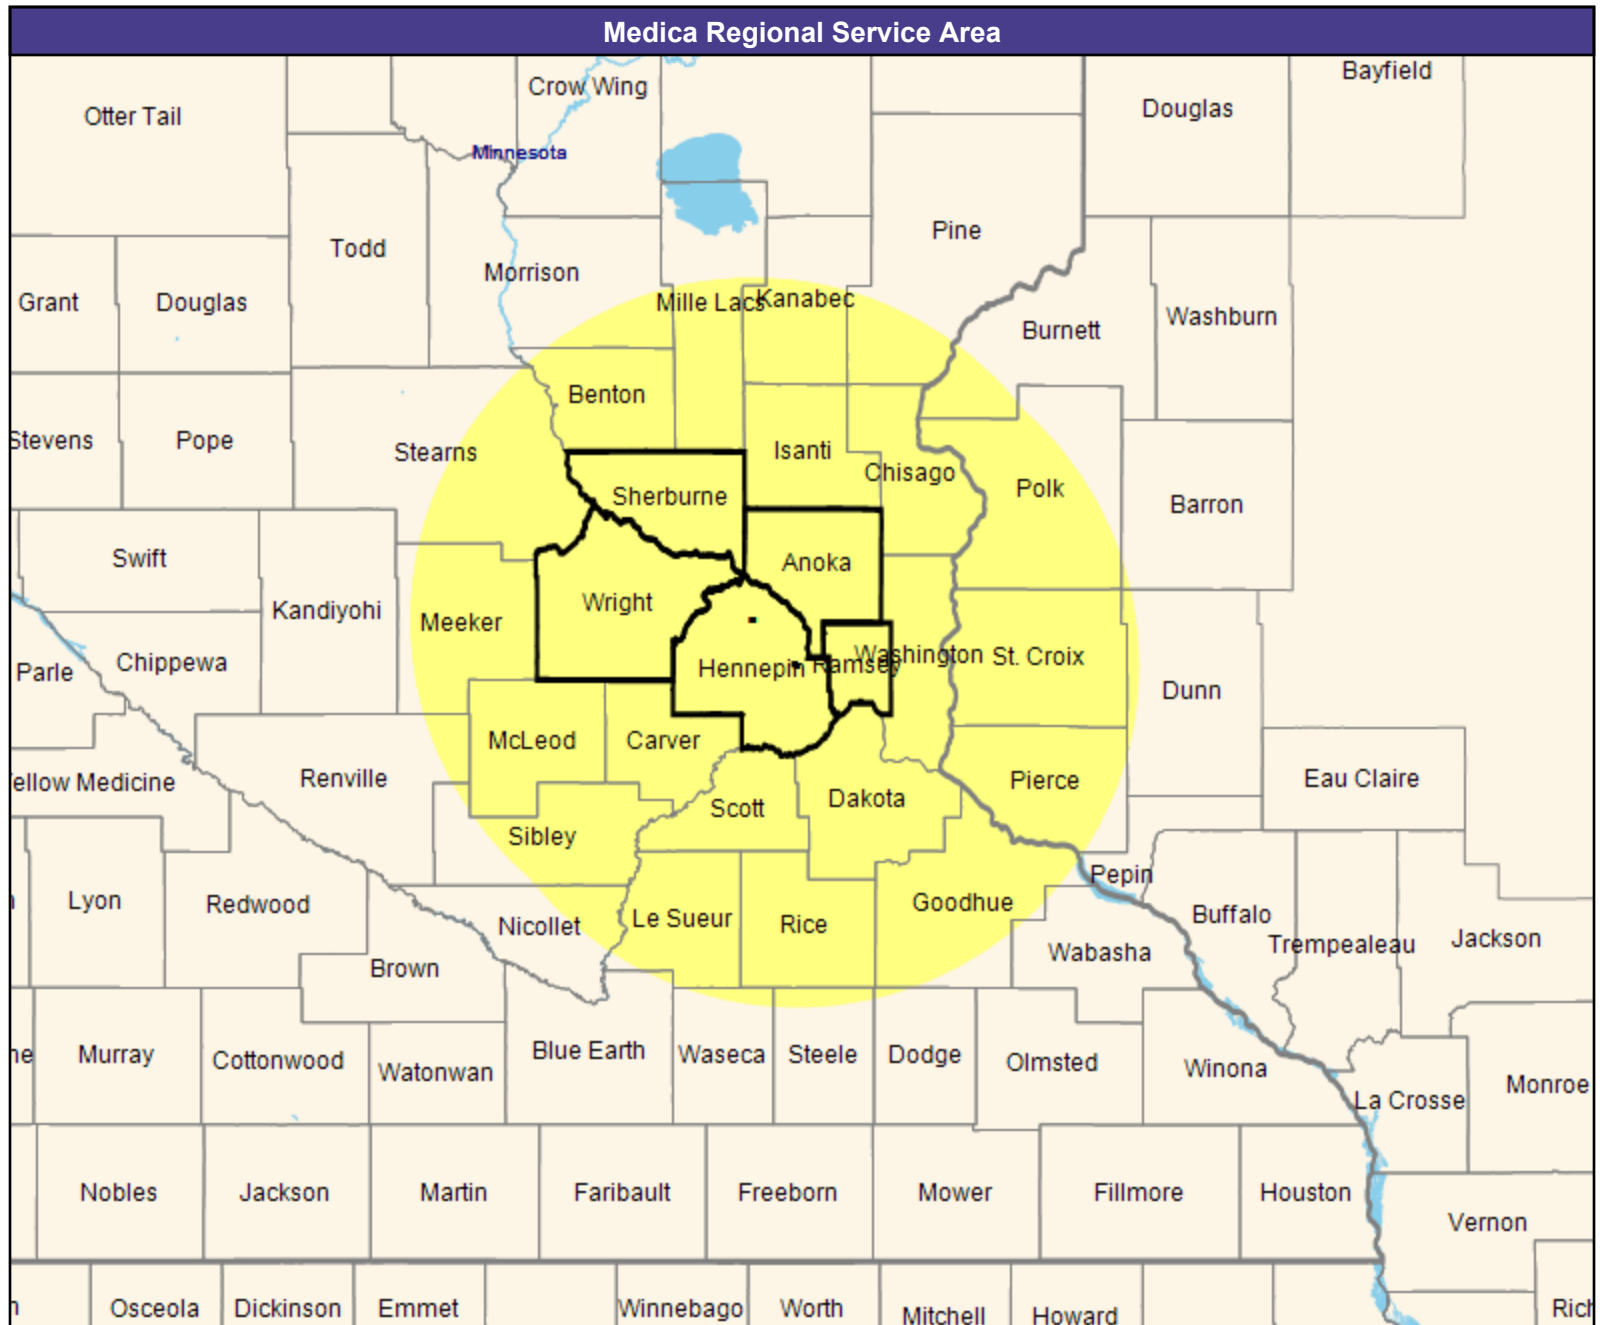 Medica Regional Service Area
Bayfield
Crow Wing
Douglas
Otter Tail
Minnesota
Pine
Todd
Morrison
Grant
Douglas
Mille Lacs
Kanabec
Washburn
Burnett
Benton
Stevens
Pope
Stearns
Isanti
Chisago
Polk
Sherburne
Barron
Swift
Anoka
Wright
Kandiyohi
Meeker
Parle
Chippewa
Hennepin
Ramsey
Washington
St. Croix
Dunn
McLeod
Carver
ellow Medicine
Renville
Pierce
Eau Claire
Scott
Dakota
Sibley
Pepin
Lyon
Redwood
Goodhue
Nicollet
Le Sueur
Rice
Buffalo
Trempealeau
Jackson
Wabasha
Brown
ne
Murray
Cottonwood
Watonwan
Blue Earth
Waseca
Steele
Dodge
Olmsted
Winona
La Crosse
Monroe
Nobles
Jackson
Martin
Faribault
Freeborn
Mower
Fillmore
Houston
Vernon
n
Osceola
Dickinson
Emmet
Winnebago
Worth
Mitchell
Howard
Rich